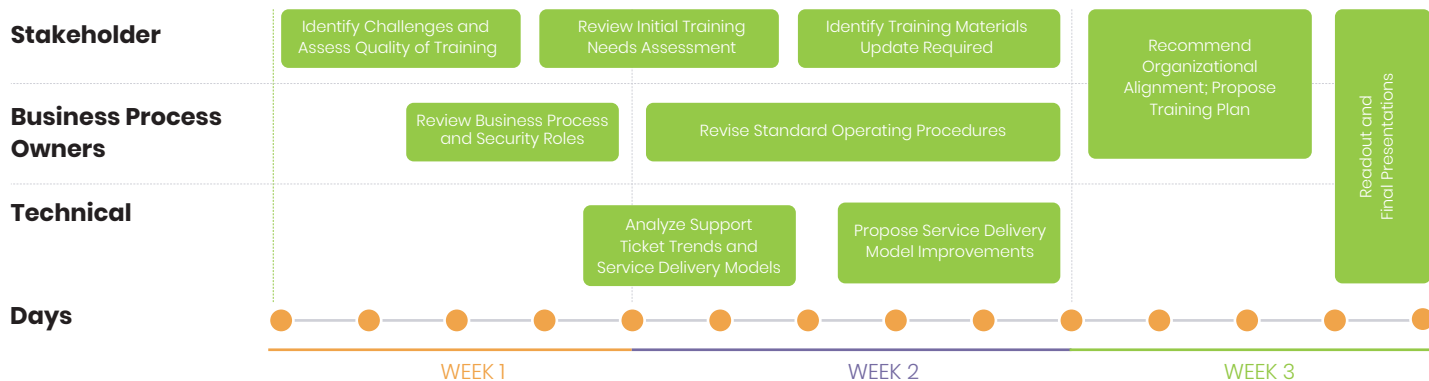 Stakeholder
Identify Challenges and
Assess Quality of Training
Review Initial Training
Needs Assessment
Identify Training Materials
Update Required
Recommend
Organizational
Alignment; Propose
Training Plan
Readout and
Final Presentations
Business Process
Owners
Review Business Process
and Security Roles
Revise Standard Operating Procedures
Technical
Analyze Support
Ticket Trends and
Service Delivery Models
Propose Service Delivery
Model Improvements
Days
WEEK 1
WEEK 2
WEEK 3